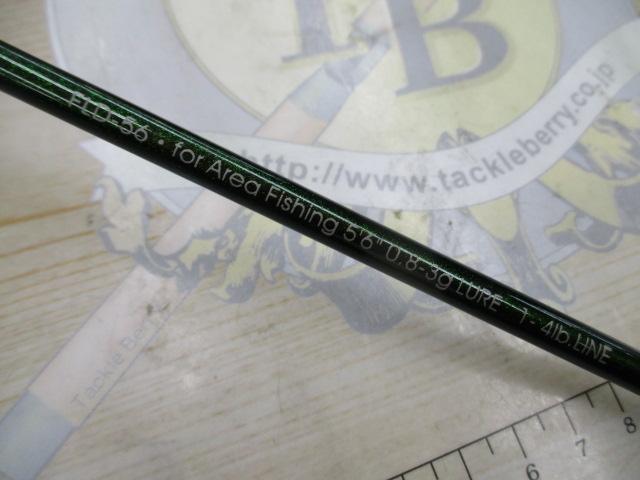 TB
http://www.tackleberry.co.jp
FLD-56 · for Area Fishing 5'6" 0.8-3g LURE 1-4lb.LINE
Tackle Berry
6 7 8